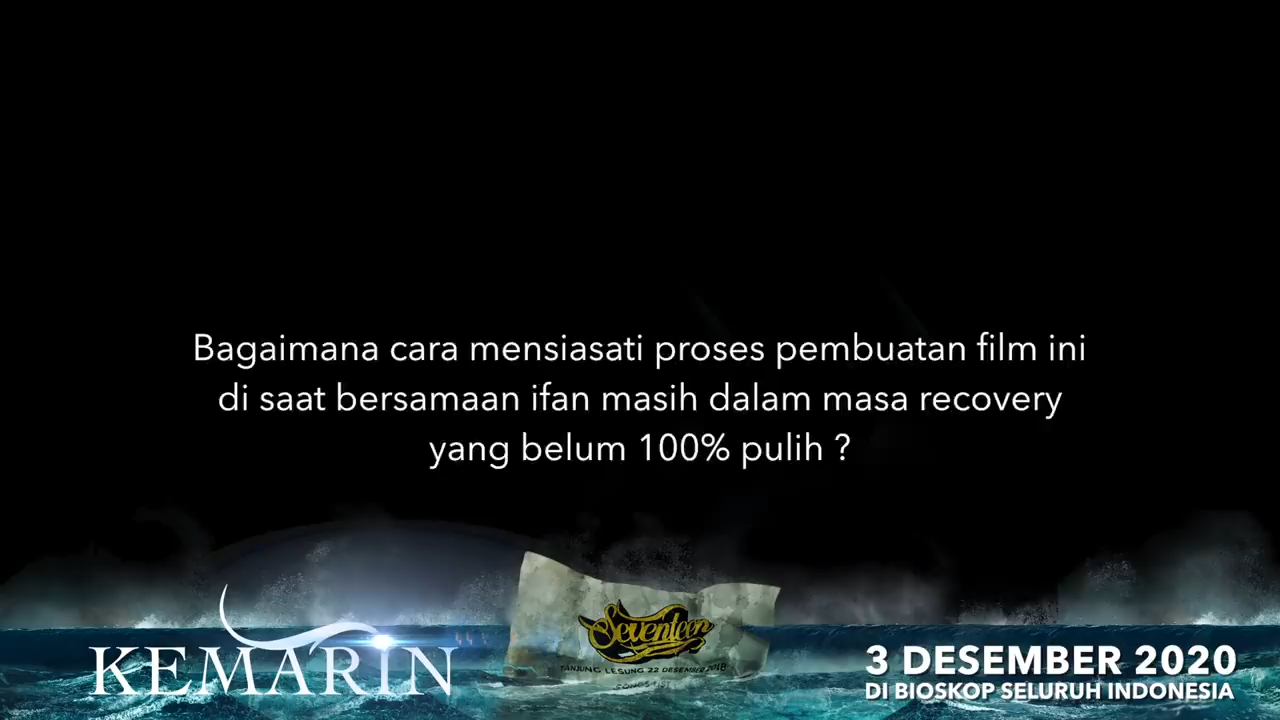 Bagaimana cara mensiasati proses pembuatan film ini
di saat bersamaan ifan masih dalam masa recovery
yang belum 100% pulih ?
Seventeen
TANJUNG LESUNG 22 DESEMBER 2018
KEMARIN
3 DESEMBER 2020
DI BIOSKOP SELURUH INDONESIA